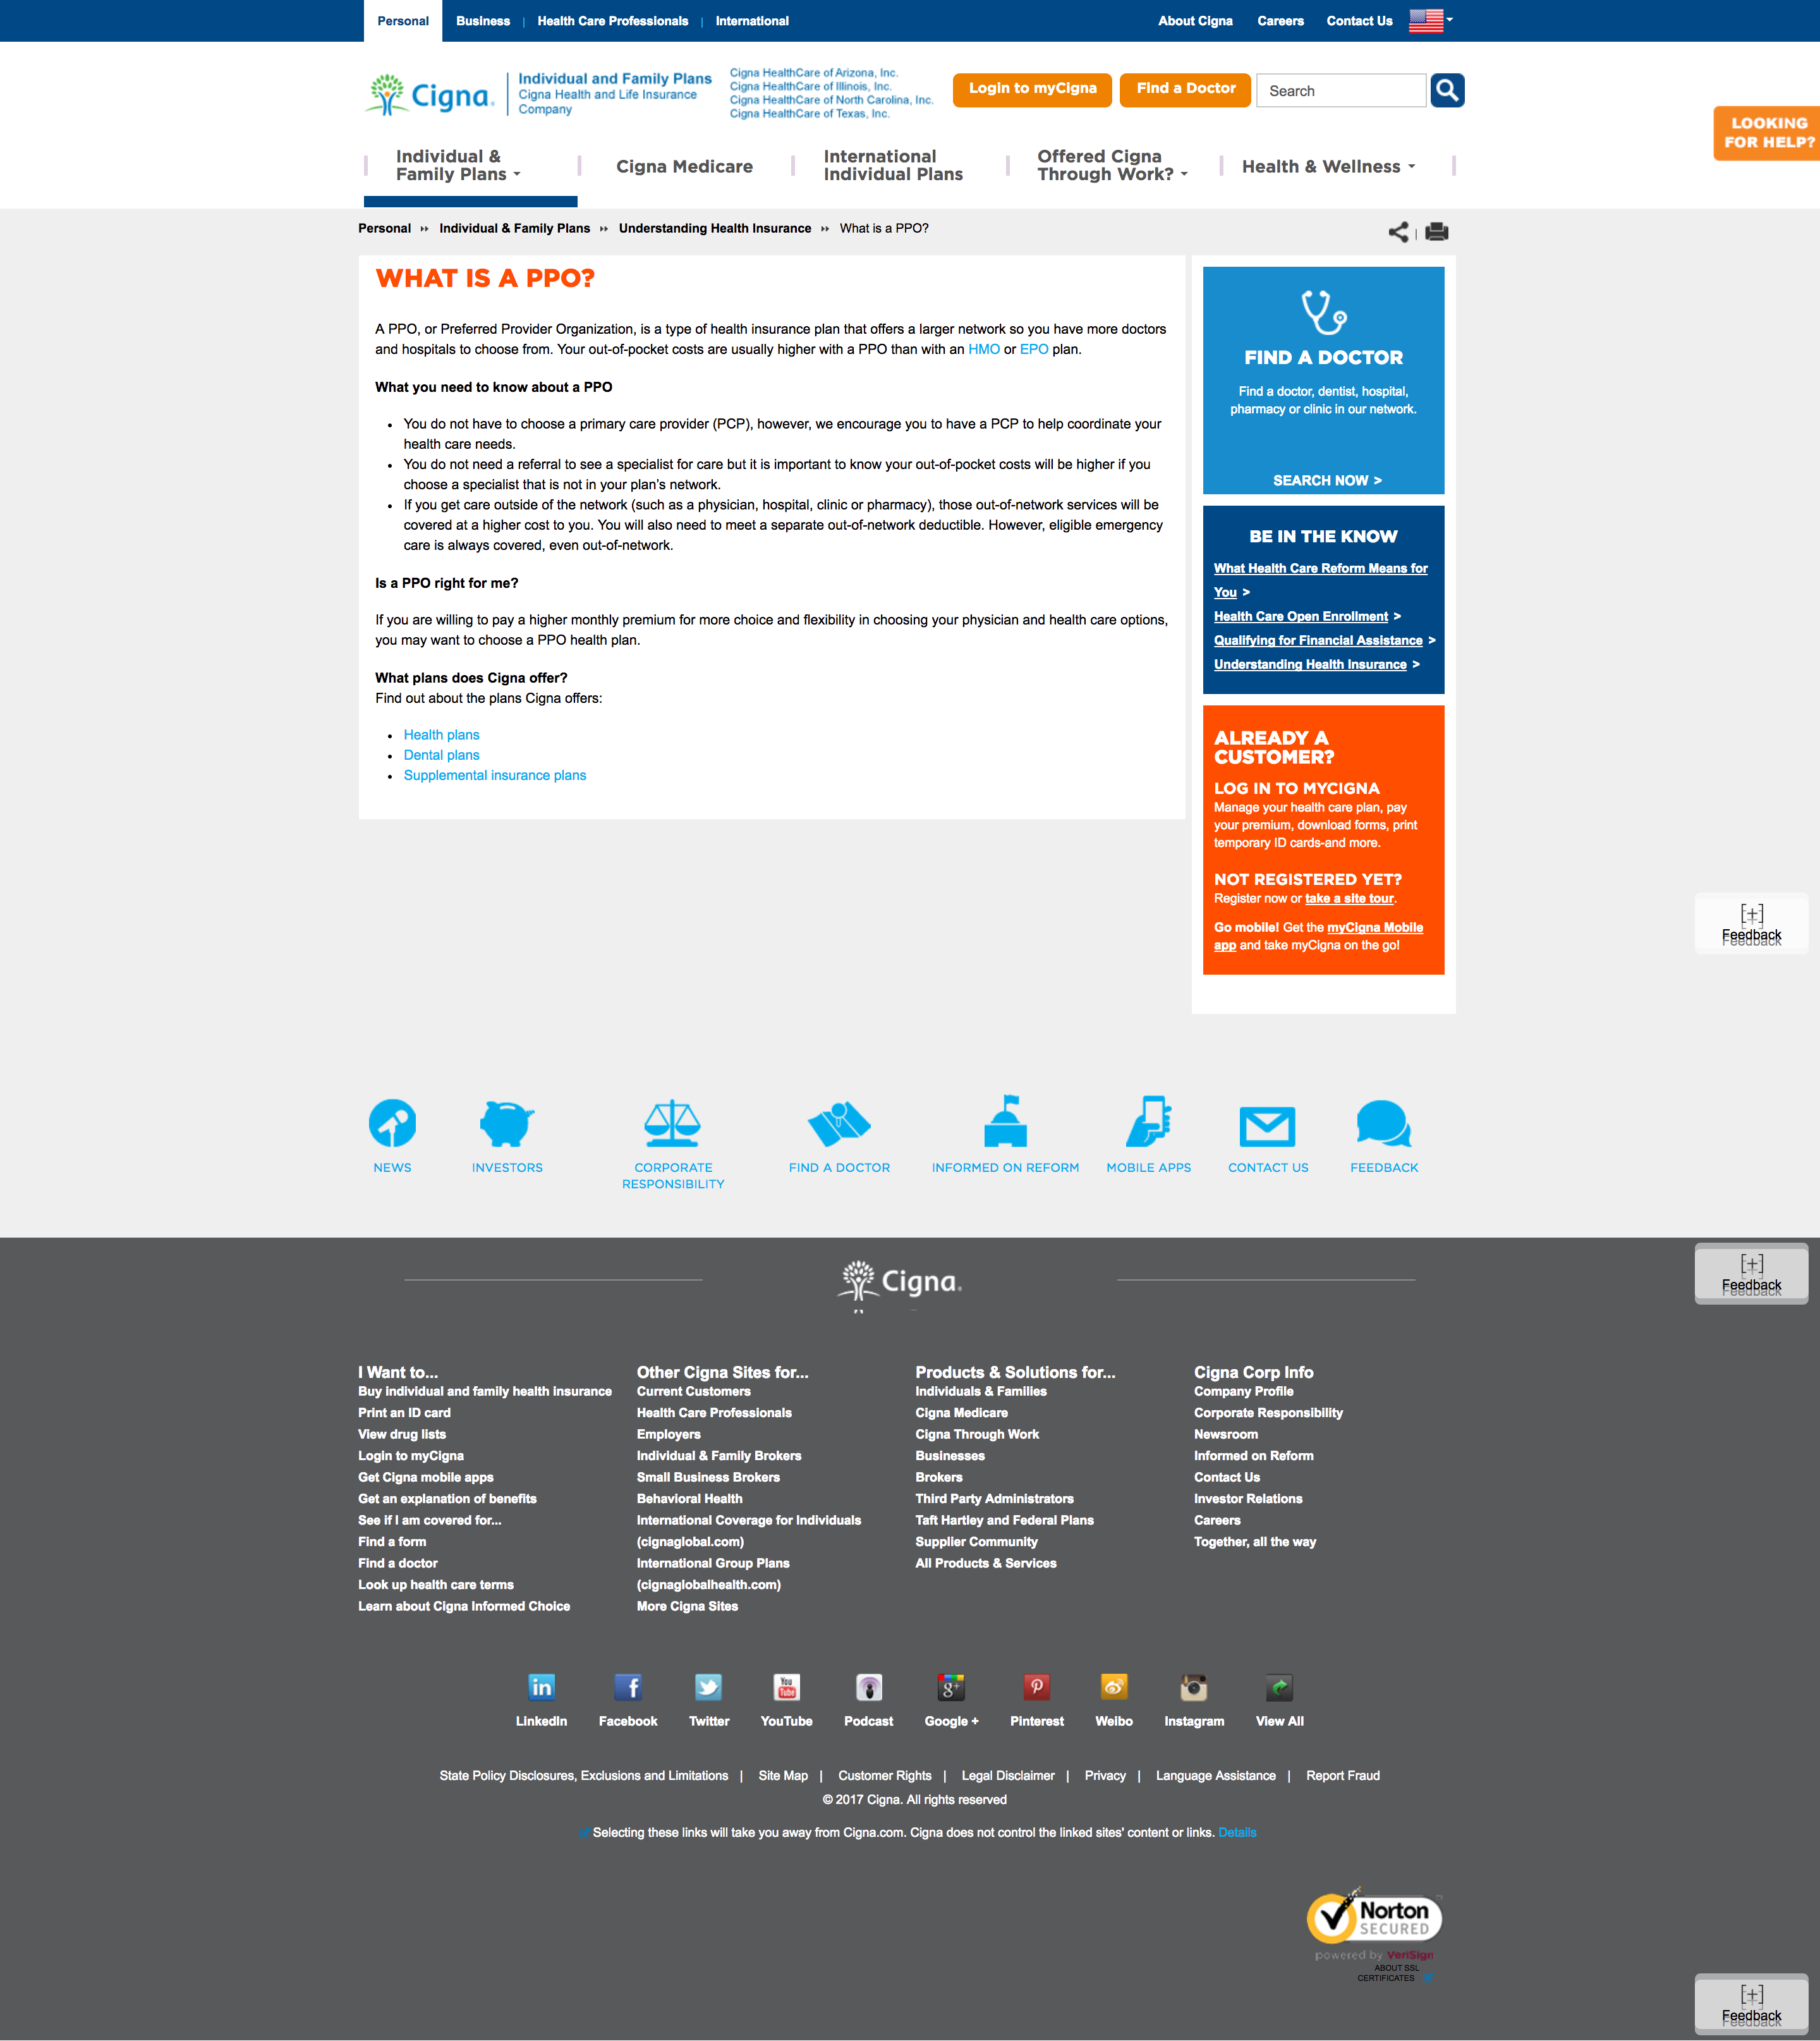 Personal
Business | Health Care Professionals | International
About Cigna Careers Contact Us
Cigna. Individual and Family Plans
Cigna Health and Life Insurance
Company
Cigna HealthCare of Arizona, Inc.
Cigna HealthCare of Illinois, Inc.
Cigna HealthCare of North Carolina, Inc.
Cigna HealthCare of Texas, Inc.
Login to myCigna
Find a Doctor
Search
LOOKING
FOR HELP?
Individual &
Family Plans
Cigna Medicare
International
Individual Plans
Offered Cigna
Through Work?
Health & Wellness
Personal Individual & Family Plans Understanding Health Insurance What is a PPO?
WHAT IS A PPO?
A PPO, or Preferred Provider Organization, is a type of health insurance plan that offers a larger network so you have more doctors
and hospitals to choose from. Your out-of-pocket costs are usually higher with a PPO than with an HMO or EPO plan.
What you need to know about a PPO
• You do not have to choose a primary care provider (PCP), however, we encourage you to have a PCP to help coordinate your
health care needs.
• You do not need a referral to see a specialist for care but it is important to know your out-of-pocket costs will be higher if you
choose a specialist that is not in your plan's network.
• If you get care outside of the network (such as a physician, hospital, clinic or pharmacy), those out-of-network services will be
covered at a higher cost to you. You will also need to meet a separate out-of-network deductible. However, eligible emergency
care is always covered, even out-of-network.
Is a PPO right for me?
If you are willing to pay a higher monthly premium for more choice and flexibility in choosing your physician and health care options,
you may want to choose a PPO health plan.
What plans does Cigna offer?
Find out about the plans Cigna offers:
• Health plans
• Dental plans
• Supplemental insurance plans
FIND A DOCTOR
Find a doctor, dentist, hospital,
pharmacy or clinic in our network.
SEARCH NOW >
BE IN THE KNOW
What Health Care Reform Means for
You >
Health Care Open Enrollment >
Qualifying for Financial Assistance >
Understanding Health Insurance >
ALREADY A
CUSTOMER?
LOG IN TO MYCIGNA
Manage your health care plan, pay
your premium, download forms, print
temporary ID cards-and more.
NOT REGISTERED YET?
Register now or take a site tour.
Go mobile! Get the myCigna Mobile
app and take myCigna on the go!
[+]
Feedback
NEWS
INVESTORS
CORPORATE
RESPONSIBILITY
FIND A DOCTOR
INFORMED ON REFORM
MOBILE APPS
CONTACT US
FEEDBACK
Cigna.
[+]
Feedback
I Want to...
Buy individual and family health insurance
Print an ID card
View drug lists
Login to myCigna
Get Cigna mobile apps
Get an explanation of benefits
See if I am covered for...
Find a form
Find a doctor
Look up health care terms
Learn about Cigna Informed Choice
Other Cigna Sites for...
Current Customers
Health Care Professionals
Employers
Individual & Family Brokers
Small Business Brokers
Behavioral Health
International Coverage for Individuals
(cignaglobal.com)
International Group Plans
(cignaglobalhealth.com)
More Cigna Sites
Products & Solutions for...
Individuals & Families
Cigna Medicare
Cigna Through Work
Businesses
Brokers
Third Party Administrators
Taft Hartley and Federal Plans
Supplier Community
All Products & Services
Cigna Corp Info
Company Profile
Corporate Responsibility
Newsroom
Informed on Reform
Contact Us
Investor Relations
Careers
Together, all the way
in
f
You
Tube
g+
LinkedIn Facebook Twitter YouTube Podcast Google + Pinterest Weibo Instagram View All
State Policy Disclosures, Exclusions and Limitations | Site Map | Customer Rights | Legal Disclaimer | Privacy | Language Assistance | Report Fraud
© 2017 Cigna. All rights reserved
Selecting these links will take you away from Cigna.com. Cigna does not control the linked sites' content or links. Details
Norton
SECURED
powered by VeriSign
ABOUT SSL
CERTIFICATES
[+]
Feedback